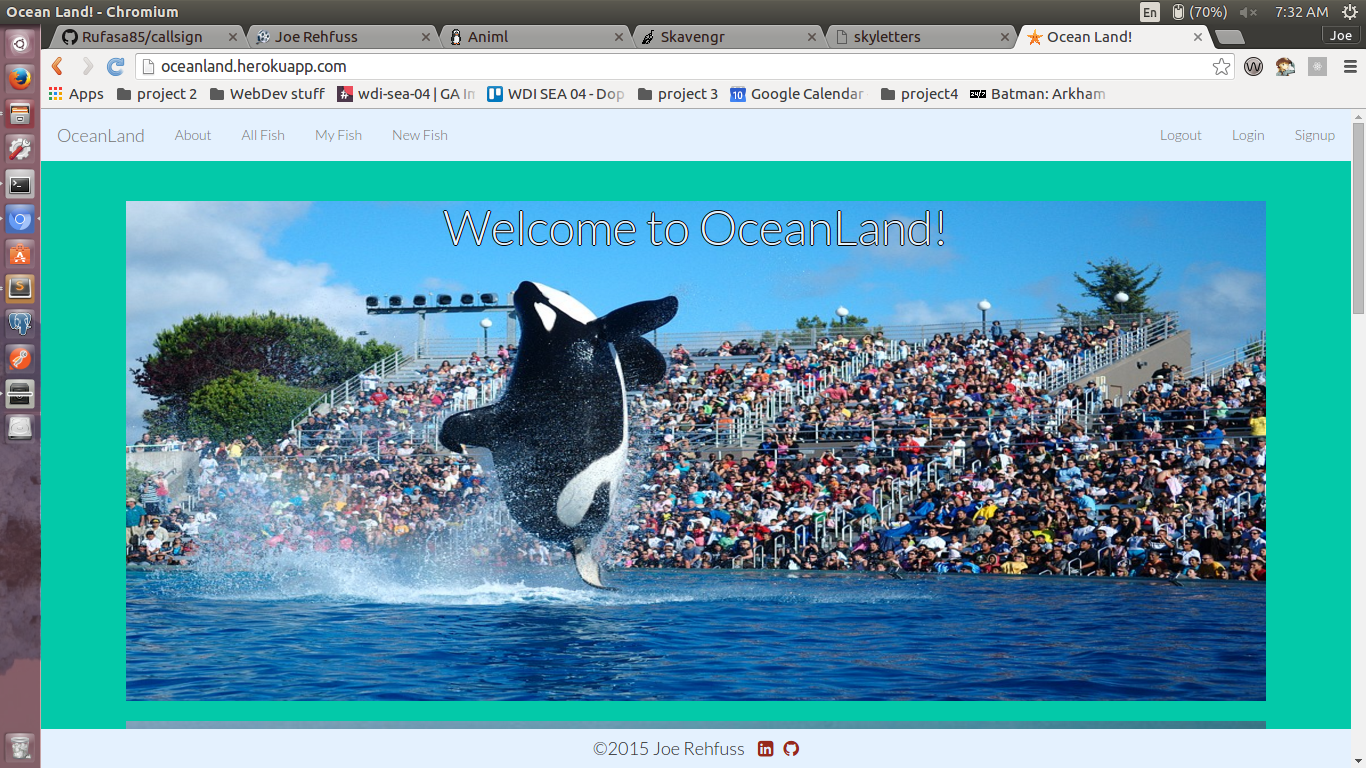 Ocean Land! - Chromium
En (70%) 7:32 AM
Rufasa85/callsign Joe Rehfuss Animl Skavengr skyletters Ocean Land! Joe
oceanland.herokuapp.com
Apps project 2 WebDev stuff wdi-sea-04 | GA In WDI SEA 04 - Dop project 3 10 Google Calendar project4 Batman: Arkham
OceanLand About All Fish My Fish New Fish Logout Login Signup
Welcome to OceanLand!
©2015 Joe Rehfuss